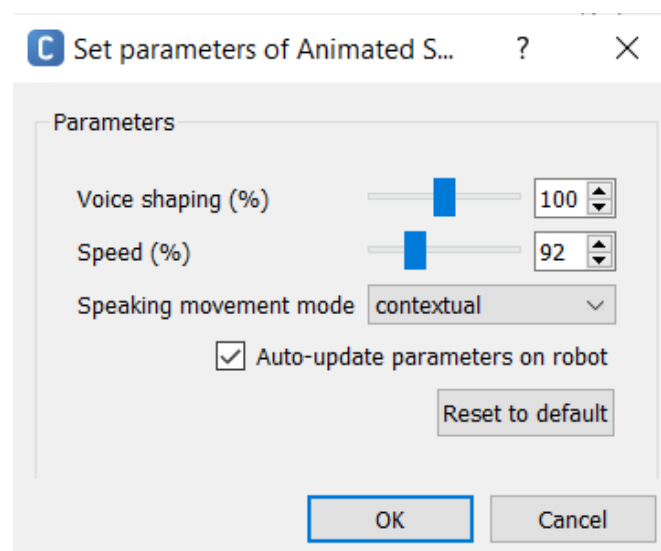 C Set parameters of Animated S... ?
Parameters
Voice shaping (%) 100
Speed (%) 92
Speaking movement mode contextual
Auto-update parameters on robot
Reset to default
OK Cancel